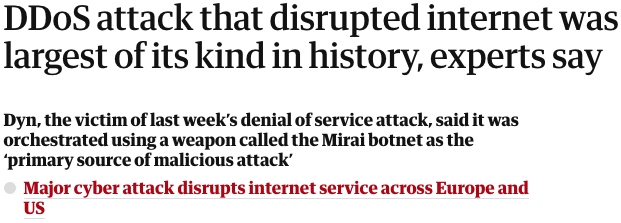 DDoS attack that disrupted internet was
largest of its kind in history, experts say
Dyn, the victim of last week's denial of service attack, said it was
orchestrated using a weapon called the Mirai botnet as the
‘primary source of malicious attack’
Major cyber attack disrupts internet service across Europe and
US